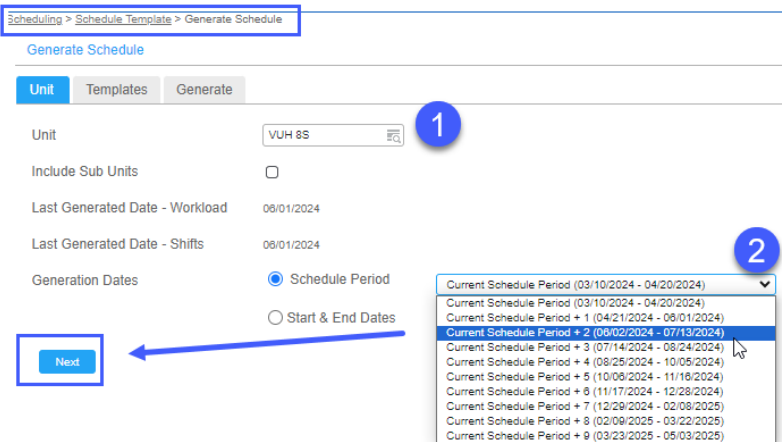 Scheduling > Schedule Template > Generate Schedule
Generate Schedule
Unit Templates Generate
Unit VUH 8S 1
Include Sub Units
Last Generated Date - Workload 06/01/2024
Last Generated Date - Shifts 06/01/2024
2
Generation Dates Schedule Period Current Schedule Period (03/10/2024 - 04/20/2024)
Current Schedule Period (03/10/2024 - 04/20/2024)
Start & End Dates Current Schedule Period + 1 (04/21/2024 - 06/01/2024)
Current Schedule Period + 2 (06/02/2024 - 07/13/2024)
Current Schedule Period + 3 (07/14/2024 - 08/24/2024)
Next Current Schedule Period + 4 (08/25/2024 - 10/05/2024)
Current Schedule Period + 5 (10/06/2024 - 11/16/2024)
Current Schedule Period + 6 (11/17/2024 - 12/28/2024)
Current Schedule Period + 7 (12/29/2024 - 02/08/2025)
Current Schedule Period + 8 (02/09/2025 - 03/22/2025)
Current Schedule Period + 9 (03/23/2025 - 05/03/2025)